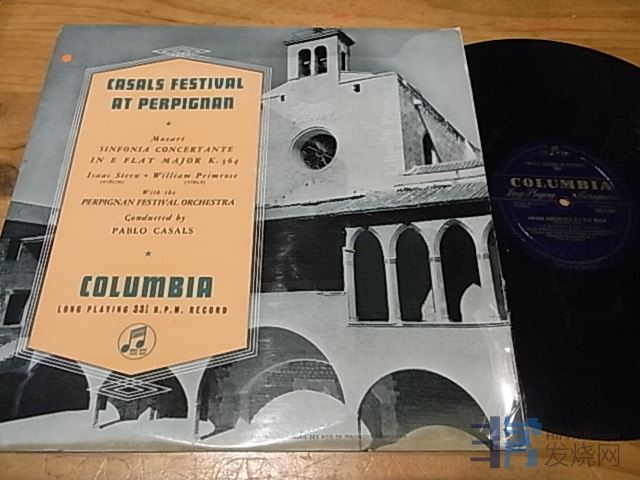 CASALS FESTIVAL
AT PERPIGNAN
Mozart
SINFONIA CONCERTANTE
IN E FLAT MAJOR K. 364
Isaac Stern • William Primrose
(VIOLIN) (VIOLA)
With the
PERPIGNAN FESTIVAL ORCHESTRA
Conducted by
PABLO CASALS
COLUMBIA
LONG PLAYING 33⅓ R.P.M. RECORD
COLUMBIA
发烧网